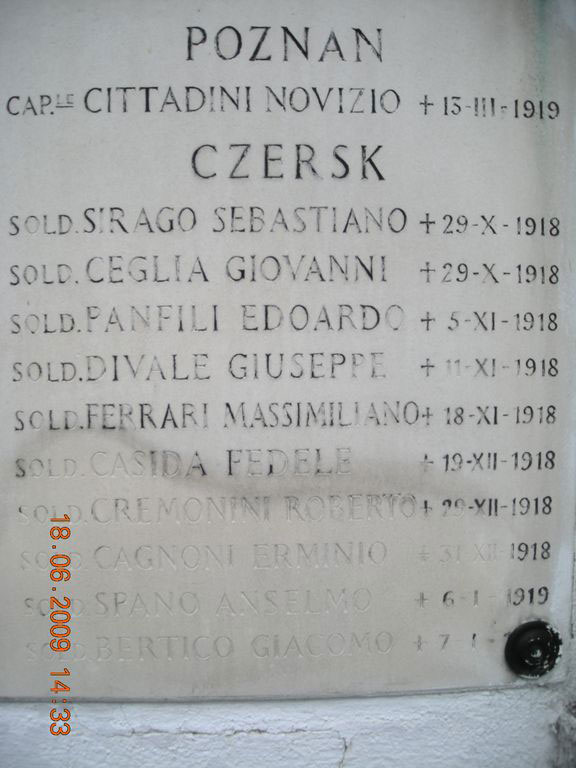 POZNAN
CAP.LE CITTADINI NOVIZIO + 13-III-1919
CZERSK
SOLD. SIRAGO SEBASTIANO + 29-X-1918
SOLD. CEGLIA GIOVANNI + 29-X-1918
SOLD. PANFILI EDOARDO + 5-XI-1918
SOLD. DIVALE GIUSEPPE + 11-XI-1918
SOLD. FERRARI MASSIMILIANO + 18-XI-1918
SOLD. CASIDA FEDELE + 19-XII-1918
SOLD. CREMONINI ROBERTO + 29-XII-1918
SOLD. CAGNONI ERMINIO + 31-XII-1918
SOLD. SPANO ANSELMO + 6-I-1919
SOLD. BERTICO GIACOMO + 7-I-
18.06.2009 14:33